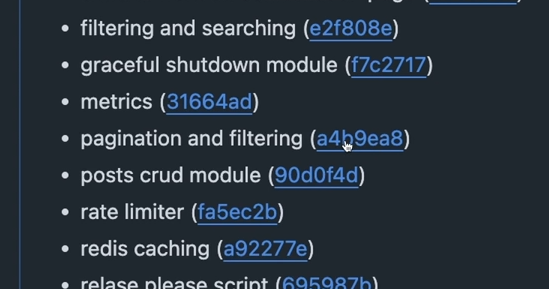 filtering and searching (e2f808e)
graceful shutdown module (f7c2717)
metrics (31664ad)
pagination and filtering (a4b9ea8)
posts crud module (90d0f4d)
rate limiter (fa5ec2b)
redis caching (a92277e)
relase please script (695987b)